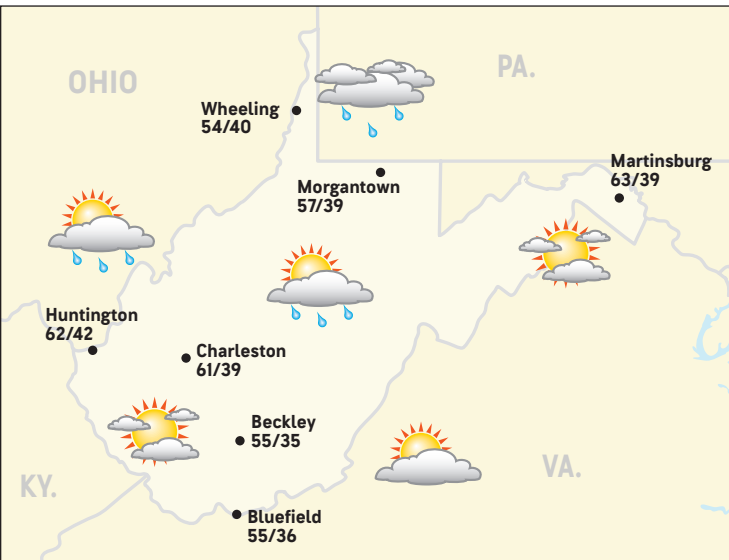 OHIO
PA.
Wheeling
54/40
Martinsburg
63/39
Morgantown
57/39
Huntington
62/42
Charleston
61/39
Beckley
55/35
KY.
VA.
Bluefield
55/36